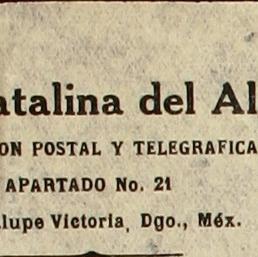 atalina del Al
ON POSTAL Y TELEGRAFICA
APARTADO No. 21
lupe Victoria, Dgo., Méx.